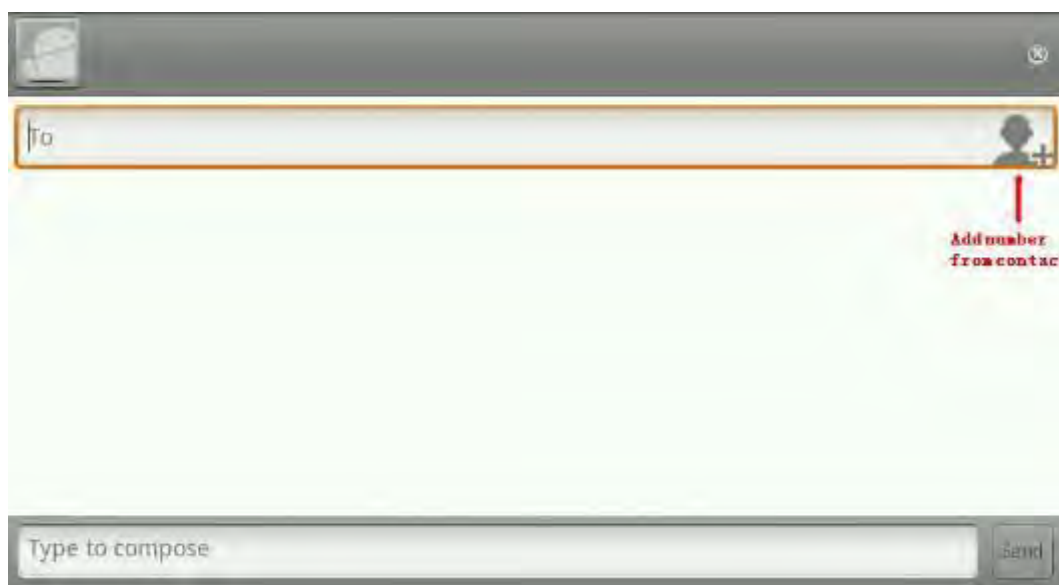 To
Add number
from contac
Type to compose
Send